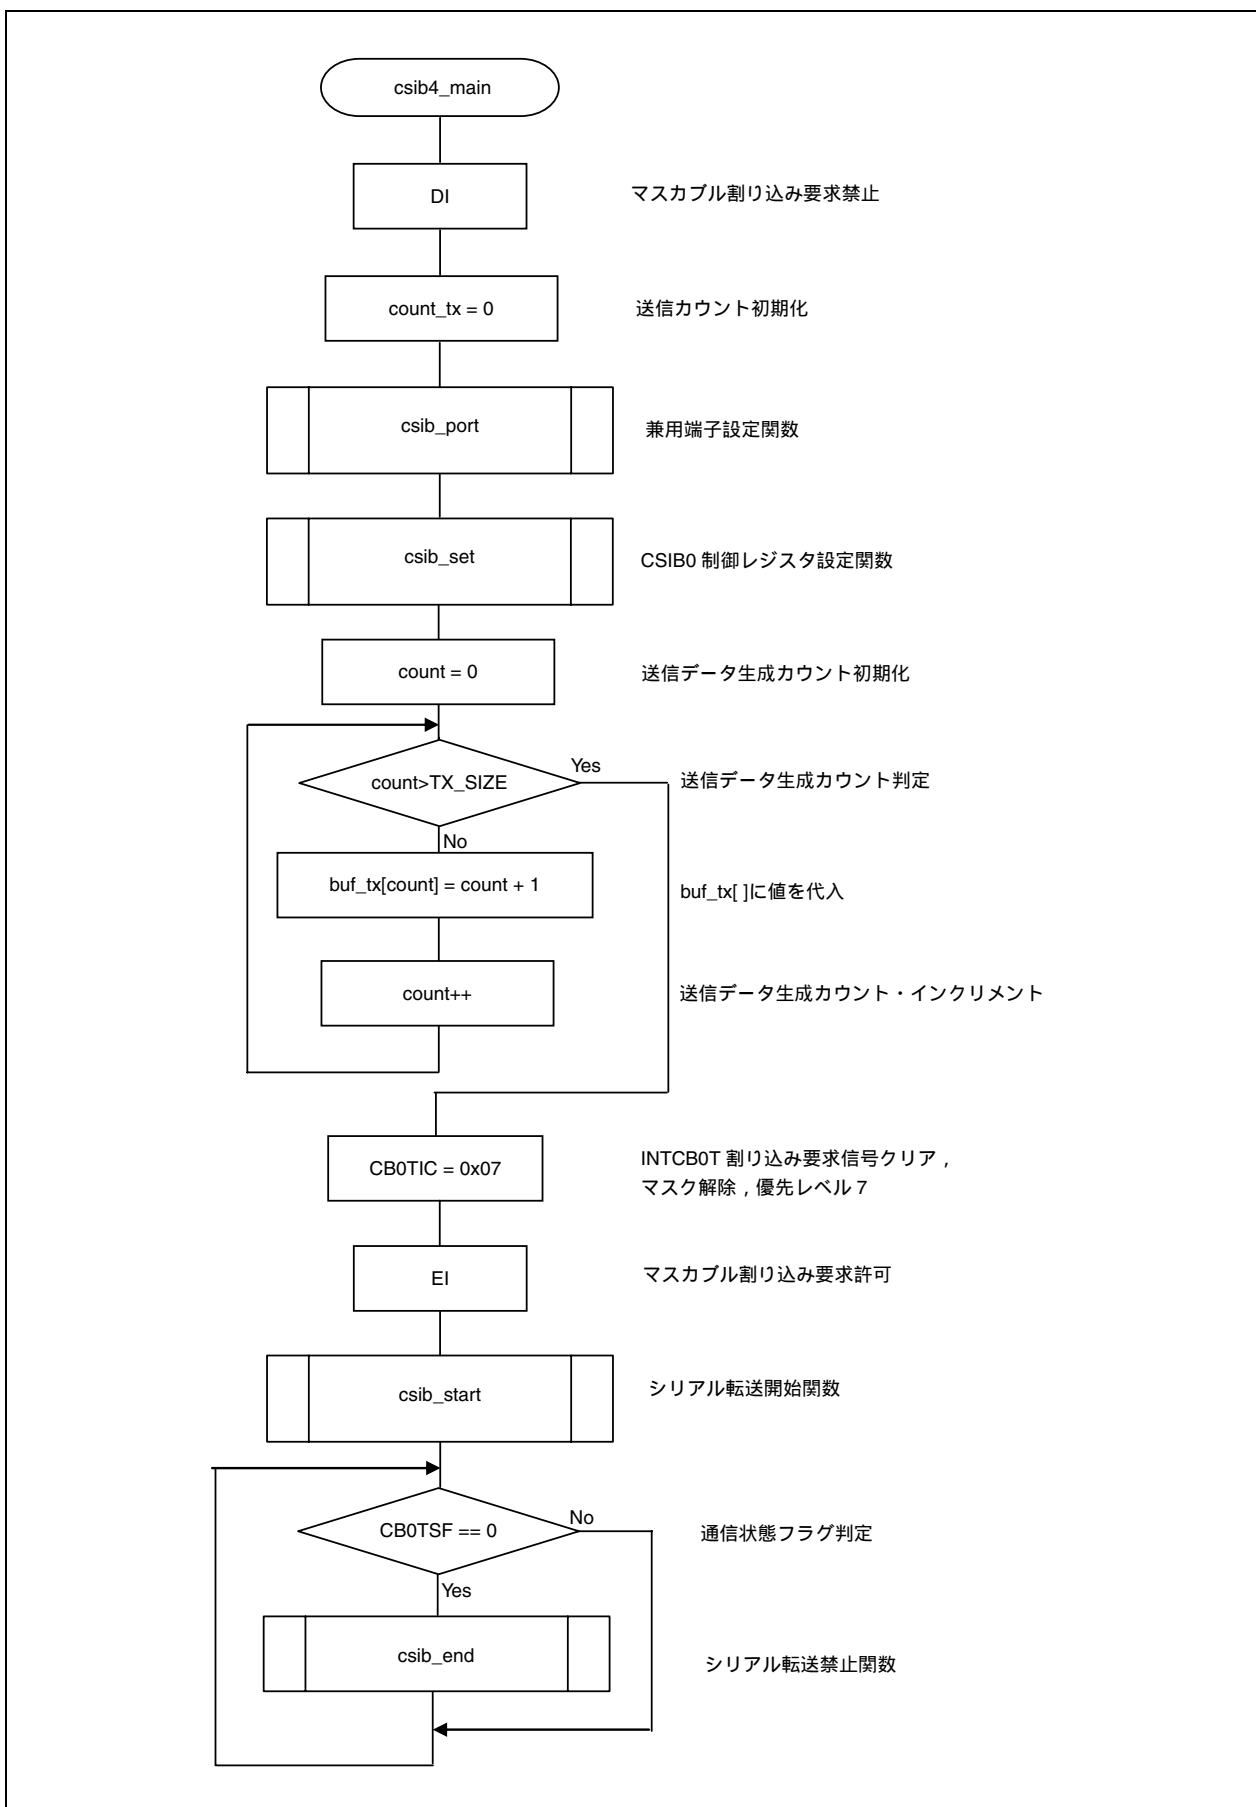 csib4_main
DI
マスカブル割り込み要求禁止
count_tx = 0
送信カウント初期化
csib_port
兼用端子設定関数
csib_set
CSIB0 制御レジスタ設定関数
count = 0
送信データ生成カウント初期化
count>TX_SIZE
Yes
送信データ生成カウント判定
No
buf_tx[count] = count + 1
buf_tx[ ]に値を代入
count++
送信データ生成カウント・インクリメント
CB0TIC = 0x07
INTCB0T 割り込み要求信号クリア，
マスク解除，優先レベル 7
EI
マスカブル割り込み要求許可
csib_start
シリアル転送開始関数
CB0TSF == 0
No
通信状態フラグ判定
Yes
csib_end
シリアル転送禁止関数